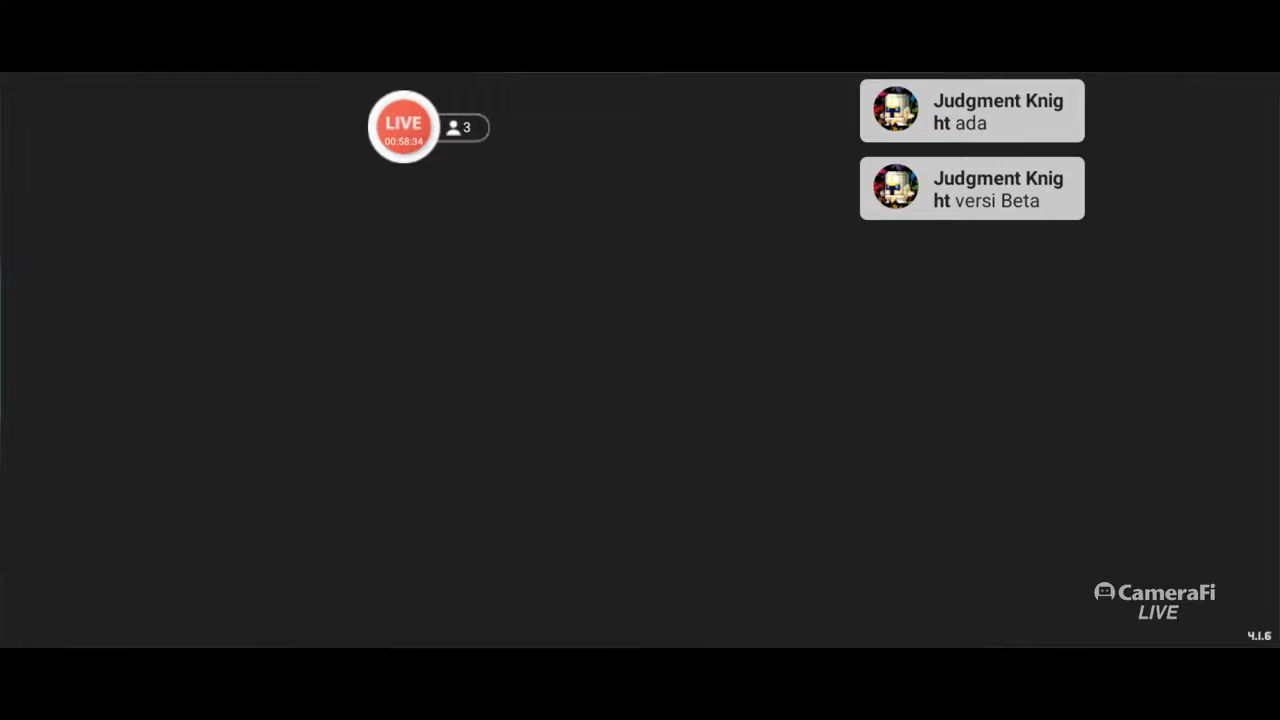 LIVE
00:58:34
3
Judgment Knig
ht ada
Judgment Knig
ht versi Beta
CameraFi
LIVE
4.1.6